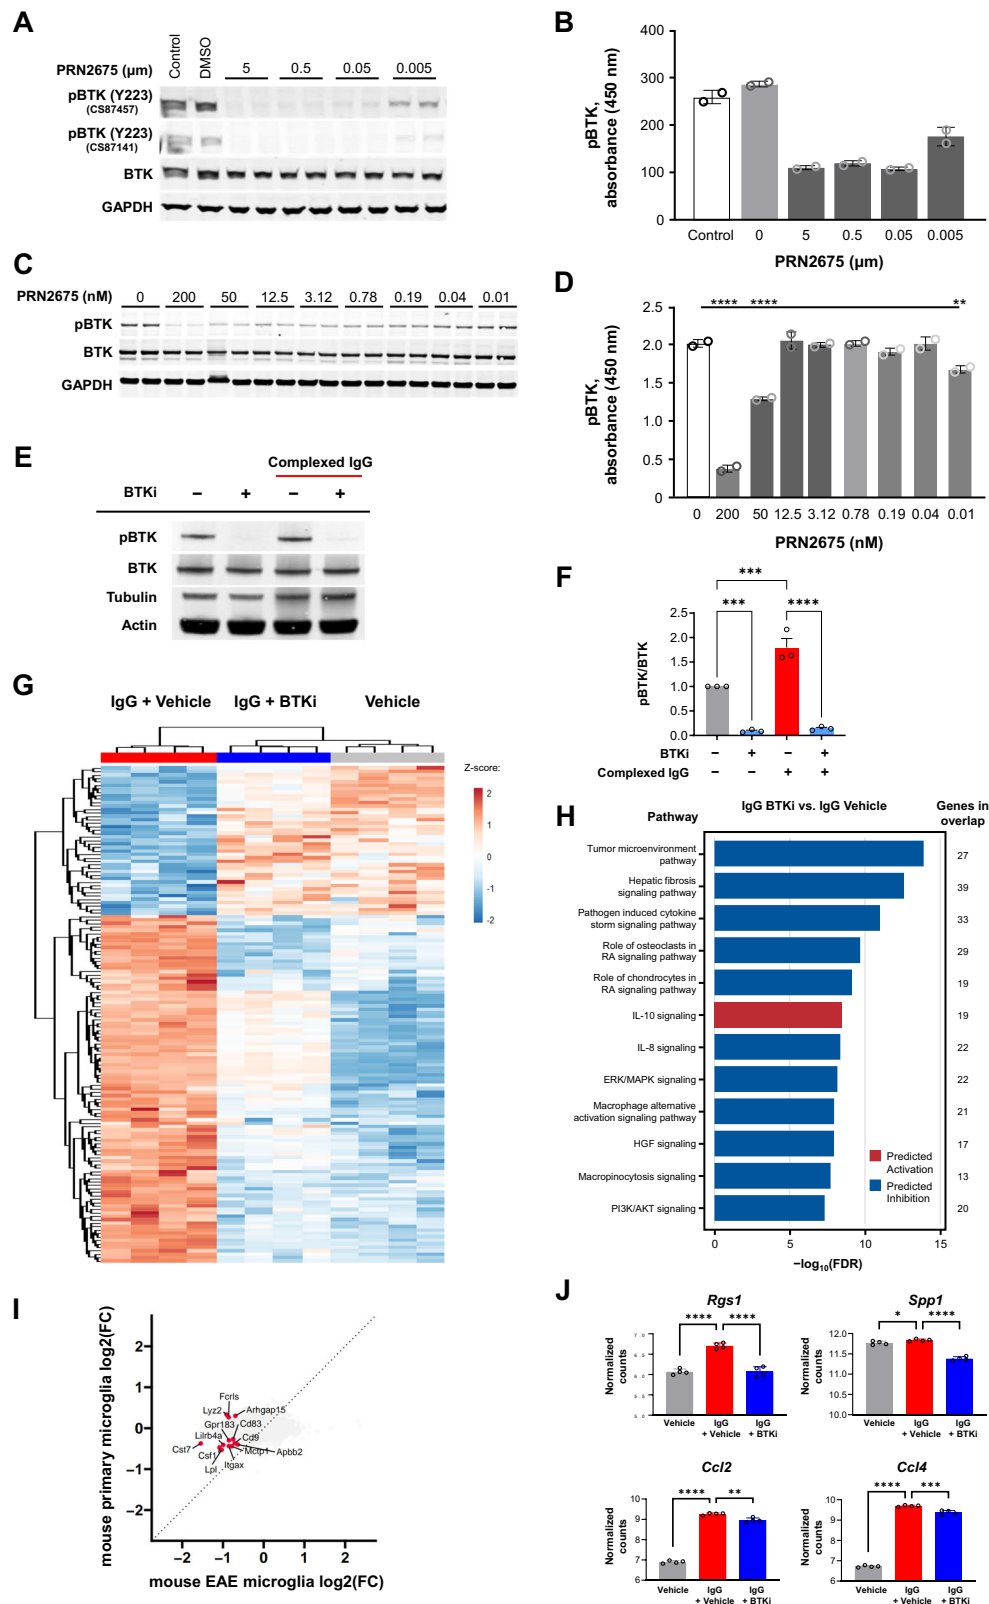 A
Control
DMSO
PRN2675 (µm)
5
0.5
0.05
0.005
pBTK (Y223)
(CS87457)
pBTK (Y223)
(CS87141)
BTK
GAPDH
B
pBTK,
absorbance (450 nm)
400
300
200
100
0
Control
0
5
0.5
0.05
0.005
PRN2675 (µm)
C
PRN2675 (nM)
0
200
50
12.5
3.12
0.78
0.19
0.04
0.01
pBTK
BTK
GAPDH
D
pBTK,
absorbance (450 nm)
**** **** **
2.5
2.0
1.5
1.0
0.5
0
0
200
50
12.5
3.12
0.78
0.19
0.04
0.01
PRN2675 (nM)
E
Complexed IgG
BTKi
– + – +
pBTK
BTK
Tubulin
Actin
F
***
*** ****
pBTK/BTK
2.5
2.0
1.5
1.0
0.5
0.0
BTKi – + – +
Complexed IgG – – + +
G
IgG + Vehicle
IgG + BTKi
Vehicle
Z-score:
2
1
0
-1
-2
H
Pathway
IgG BTKi vs. IgG Vehicle
Genes in
overlap
Tumor microenvironment
pathway
27
Hepatic fibrosis
signaling pathway
39
Pathogen induced cytokine
storm signaling pathway
33
Role of osteoclasts in
RA signaling pathway
29
Role of chondrocytes in
RA signaling pathway
19
IL-10 signaling
19
IL-8 signaling
22
ERK/MAPK signaling
22
Macrophage alternative
activation signaling pathway
21
HGF signaling
17
Macropinocytosis signaling
13
PI3K/AKT signaling
20
Predicted
Activation
Predicted
Inhibition
0
5
10
15
−log10(FDR)
I
mouse primary microglia log2(FC)
2
1
0
−1
−2
Fcrls
Lyz2
Arhgap15
Gpr183
Cd83
Lilrb4a
Cd9
Cst7
Csf1
Mctp1
Apbb2
Lpl
Itgax
−2
−1
0
1
2
mouse EAE microglia log2(FC)
J
Rgs1
**** ****
Normalized
counts
7.0
6.5
6.0
5.5
5.0
Vehicle
IgG
+ Vehicle
IgG
+ BTKi
Spp1
* ****
Normalized
counts
12.0
11.5
11.0
10.5
10.0
Vehicle
IgG
+ Vehicle
IgG
+ BTKi
Ccl2
**** **
Normalized
counts
10
9
8
7
6
Vehicle
IgG
+ Vehicle
IgG
+ BTKi
Ccl4
**** ***
Normalized
counts
10
9
8
7
6
Vehicle
IgG
+ Vehicle
IgG
+ BTKi